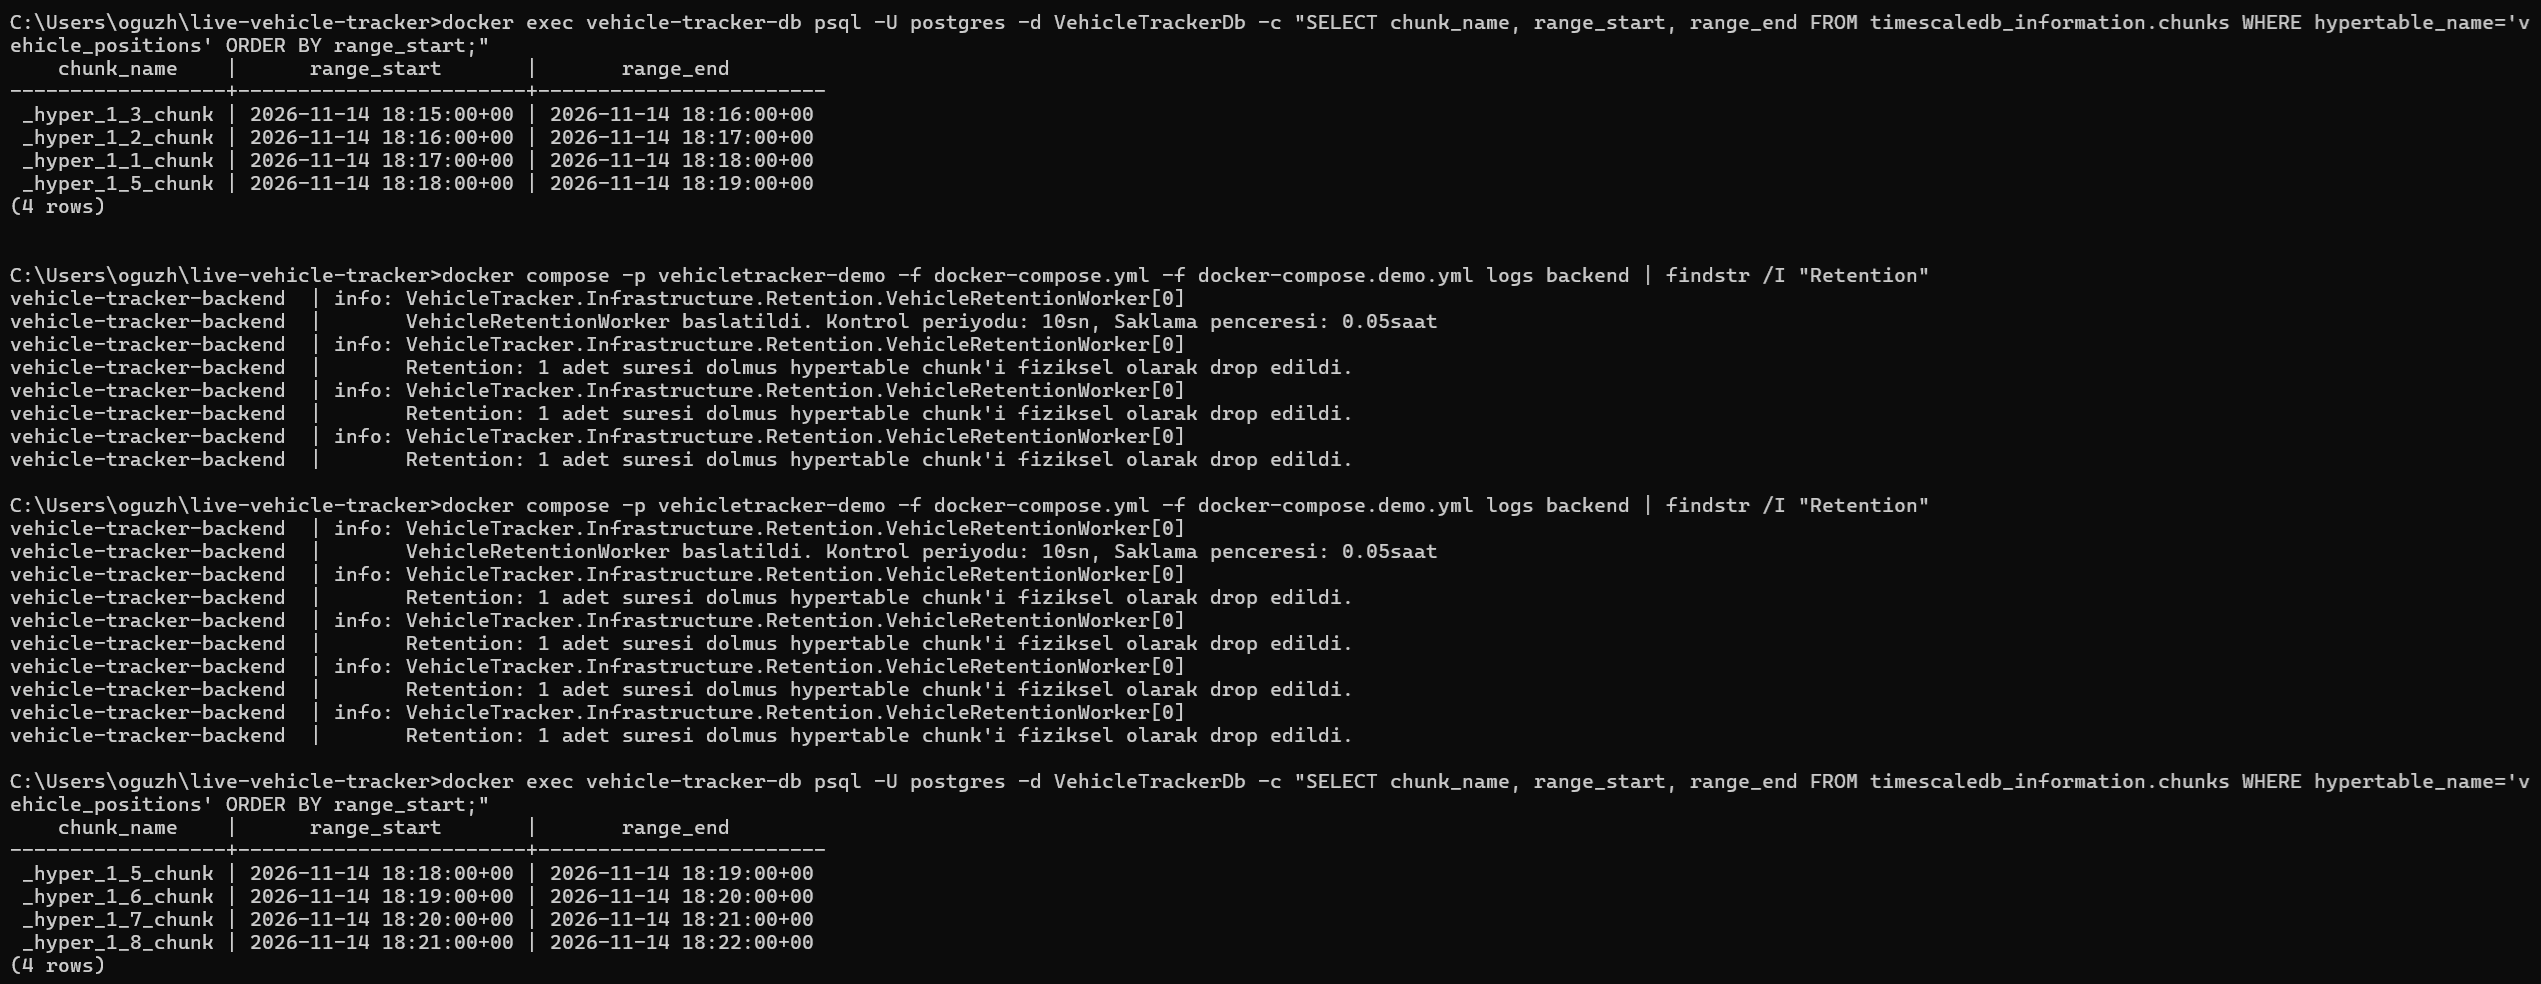 C:\Users\oguzh\live-vehicle-tracker>docker exec vehicle-tracker-db psql -U postgres -d VehicleTrackerDb -c "SELECT chunk_name, range_start, range_end FROM timescaledb_information.chunks WHERE hypertable_name='v
ehicle_positions' ORDER BY range_start;"
    chunk_name    |      range_start       |       range_end
------------------+------------------------+------------------------
 _hyper_1_3_chunk | 2026-11-14 18:15:00+00 | 2026-11-14 18:16:00+00
 _hyper_1_2_chunk | 2026-11-14 18:16:00+00 | 2026-11-14 18:17:00+00
 _hyper_1_1_chunk | 2026-11-14 18:17:00+00 | 2026-11-14 18:18:00+00
 _hyper_1_5_chunk | 2026-11-14 18:18:00+00 | 2026-11-14 18:19:00+00
(4 rows)
C:\Users\oguzh\live-vehicle-tracker>docker compose -p vehicletracker-demo -f docker-compose.yml -f docker-compose.demo.yml logs backend | findstr /I "Retention"
vehicle-tracker-backend  | info: VehicleTracker.Infrastructure.Retention.VehicleRetentionWorker[0]
vehicle-tracker-backend  |       VehicleRetentionWorker baslatildi. Kontrol periyodu: 10sn, Saklama penceresi: 0.05saat
vehicle-tracker-backend  | info: VehicleTracker.Infrastructure.Retention.VehicleRetentionWorker[0]
vehicle-tracker-backend  |       Retention: 1 adet suresi dolmus hypertable chunk'i fiziksel olarak drop edildi.
vehicle-tracker-backend  | info: VehicleTracker.Infrastructure.Retention.VehicleRetentionWorker[0]
vehicle-tracker-backend  |       Retention: 1 adet suresi dolmus hypertable chunk'i fiziksel olarak drop edildi.
vehicle-tracker-backend  | info: VehicleTracker.Infrastructure.Retention.VehicleRetentionWorker[0]
vehicle-tracker-backend  |       Retention: 1 adet suresi dolmus hypertable chunk'i fiziksel olarak drop edildi.
C:\Users\oguzh\live-vehicle-tracker>docker compose -p vehicletracker-demo -f docker-compose.yml -f docker-compose.demo.yml logs backend | findstr /I "Retention"
vehicle-tracker-backend  | info: VehicleTracker.Infrastructure.Retention.VehicleRetentionWorker[0]
vehicle-tracker-backend  |       VehicleRetentionWorker baslatildi. Kontrol periyodu: 10sn, Saklama penceresi: 0.05saat
vehicle-tracker-backend  | info: VehicleTracker.Infrastructure.Retention.VehicleRetentionWorker[0]
vehicle-tracker-backend  |       Retention: 1 adet suresi dolmus hypertable chunk'i fiziksel olarak drop edildi.
vehicle-tracker-backend  | info: VehicleTracker.Infrastructure.Retention.VehicleRetentionWorker[0]
vehicle-tracker-backend  |       Retention: 1 adet suresi dolmus hypertable chunk'i fiziksel olarak drop edildi.
vehicle-tracker-backend  | info: VehicleTracker.Infrastructure.Retention.VehicleRetentionWorker[0]
vehicle-tracker-backend  |       Retention: 1 adet suresi dolmus hypertable chunk'i fiziksel olarak drop edildi.
vehicle-tracker-backend  | info: VehicleTracker.Infrastructure.Retention.VehicleRetentionWorker[0]
vehicle-tracker-backend  |       Retention: 1 adet suresi dolmus hypertable chunk'i fiziksel olarak drop edildi.
C:\Users\oguzh\live-vehicle-tracker>docker exec vehicle-tracker-db psql -U postgres -d VehicleTrackerDb -c "SELECT chunk_name, range_start, range_end FROM timescaledb_information.chunks WHERE hypertable_name='v
ehicle_positions' ORDER BY range_start;"
    chunk_name    |      range_start       |       range_end
------------------+------------------------+------------------------
 _hyper_1_5_chunk | 2026-11-14 18:18:00+00 | 2026-11-14 18:19:00+00
 _hyper_1_6_chunk | 2026-11-14 18:19:00+00 | 2026-11-14 18:20:00+00
 _hyper_1_7_chunk | 2026-11-14 18:20:00+00 | 2026-11-14 18:21:00+00
 _hyper_1_8_chunk | 2026-11-14 18:21:00+00 | 2026-11-14 18:22:00+00
(4 rows)